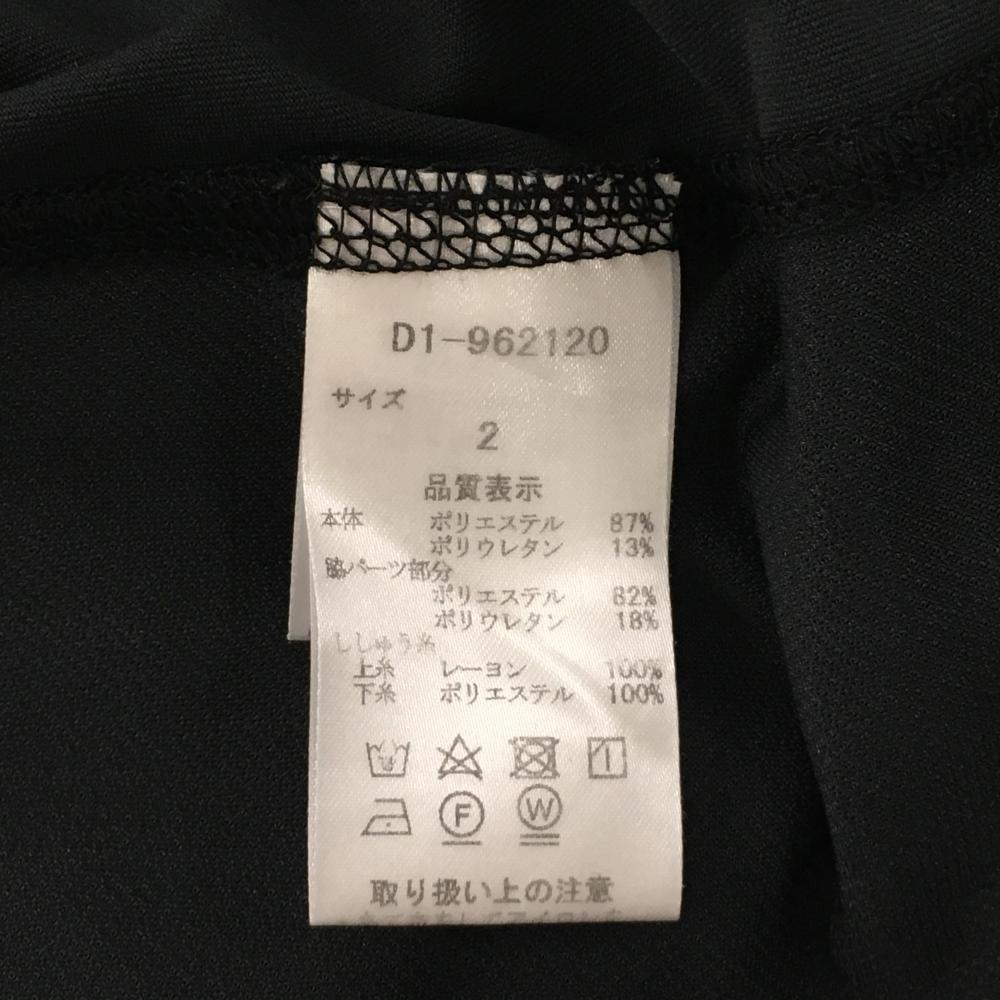 D1-962120
サイズ
2
品質表示
本体 ポリエステル 87%
ポリウレタン 13%
脇パーツ部分
ポリエステル 82%
ポリウレタン 18%
ししゅう糸
上糸 レーヨン 100%
下糸 ポリエステル 100%
F W
取り扱い上の注意